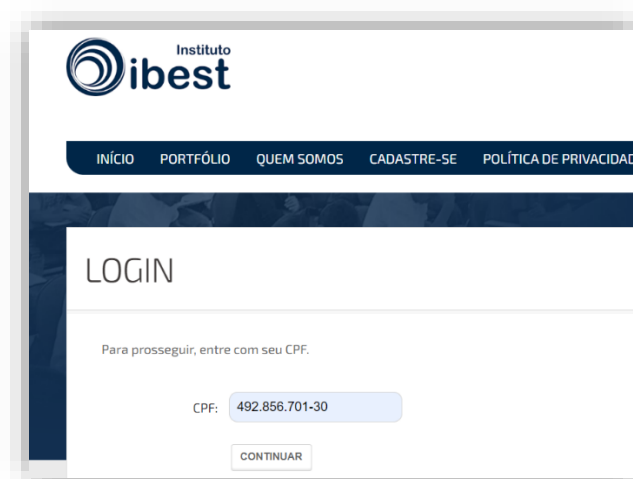 Instituto
ibest
INÍCIO PORTFÓLIO QUEM SOMOS CADASTRE-SE POLÍTICA DE PRIVACIDAD
LOGIN
Para prosseguir, entre com seu CPF.
CPF: 492.856.701-30
CONTINUAR